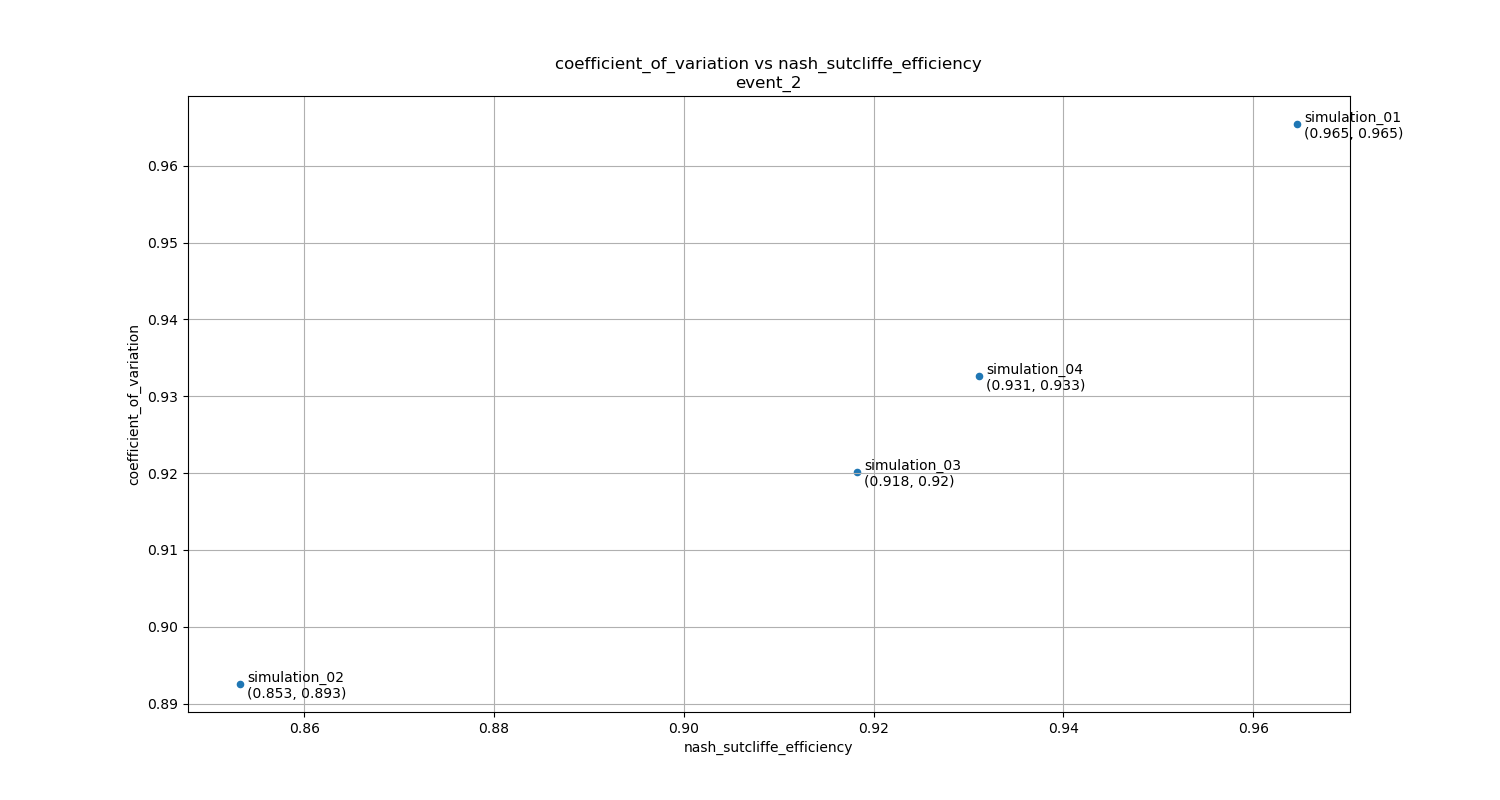 coefficient_of_variation vs nash_sutcliffe_efficiency
event_2
simulation_01
(0.965, 0.965)
0.96
0.95
0.94
simulation_04
(0.931, 0.933)
0.93
simulation_03
(0.918, 0.92)
0.92
0.91
0.90
simulation_02
(0.853, 0.893)
0.89
coefficient_of_variation
0.86
0.88
0.90
0.92
0.94
0.96
nash_sutcliffe_efficiency